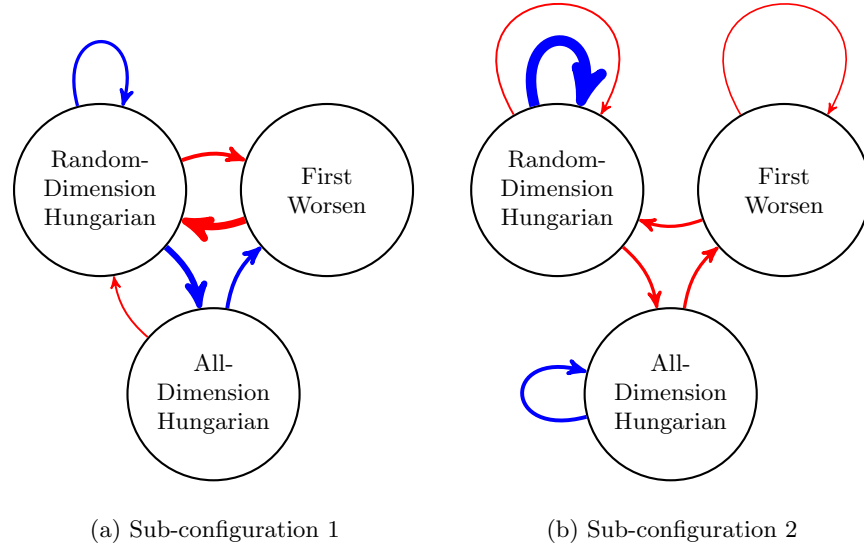 Random-
Dimension
Hungarian
First
Worsen
All-
Dimension
Hungarian
(a) Sub-configuration 1
Random-
Dimension
Hungarian
First
Worsen
All-
Dimension
Hungarian
(b) Sub-configuration 2